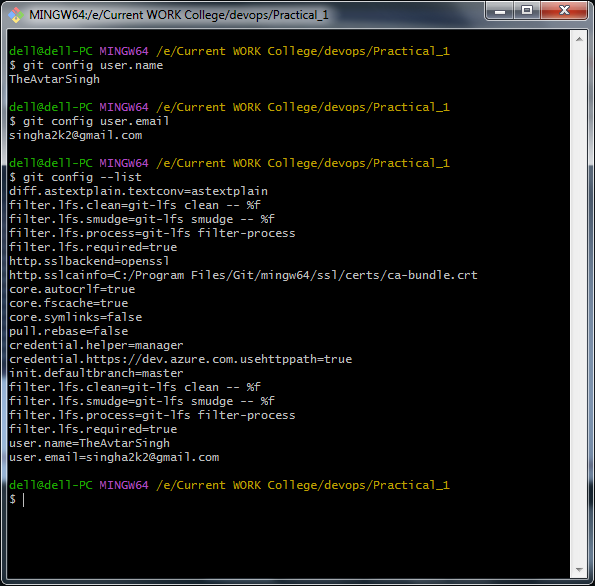 MINGW64:/e/Current WORK College/devops/Practical_1
dell@dell-PC MINGW64 /e/Current WORK College/devops/Practical_1
$ git config user.name
TheAvtarSingh
dell@dell-PC MINGW64 /e/Current WORK College/devops/Practical_1
$ git config user.email
singha2k2@gmail.com
dell@dell-PC MINGW64 /e/Current WORK College/devops/Practical_1
$ git config --list
diff.astextplain.textconv=astextplain
filter.lfs.clean=git-lfs clean -- %f
filter.lfs.smudge=git-lfs smudge -- %f
filter.lfs.process=git-lfs filter-process
filter.lfs.required=true
http.sslbackend=openssl
http.sslcainfo=C:/Program Files/Git/mingw64/ssl/certs/ca-bundle.crt
core.autocrlf=true
core.fscache=true
core.symlinks=false
pull.rebase=false
credential.helper=manager
credential.https://dev.azure.com.usehttppath=true
init.defaultbranch=master
filter.lfs.clean=git-lfs clean -- %f
filter.lfs.smudge=git-lfs smudge -- %f
filter.lfs.process=git-lfs filter-process
filter.lfs.required=true
user.name=TheAvtarSingh
user.email=singha2k2@gmail.com
dell@dell-PC MINGW64 /e/Current WORK College/devops/Practical_1
$